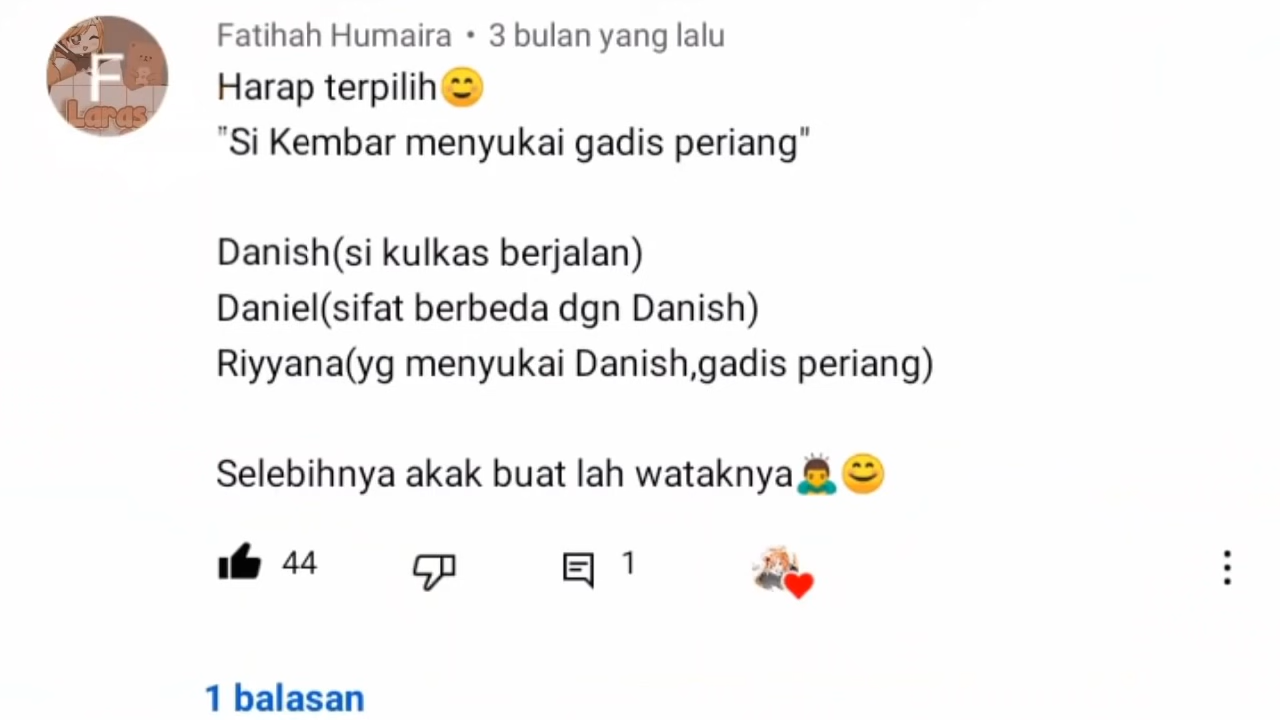 Fatihah Humaira • 3 bulan yang lalu
Harap terpilih😊
"Si Kembar menyukai gadis periang"
Danish(si kulkas berjalan)
Daniel(sifat berbeda dgn Danish)
Riyyana(yg menyukai Danish,gadis periang)
Selebihnya akak buat lah wataknya🙇‍♂️😊
44
1
1 balasan
F
Laras